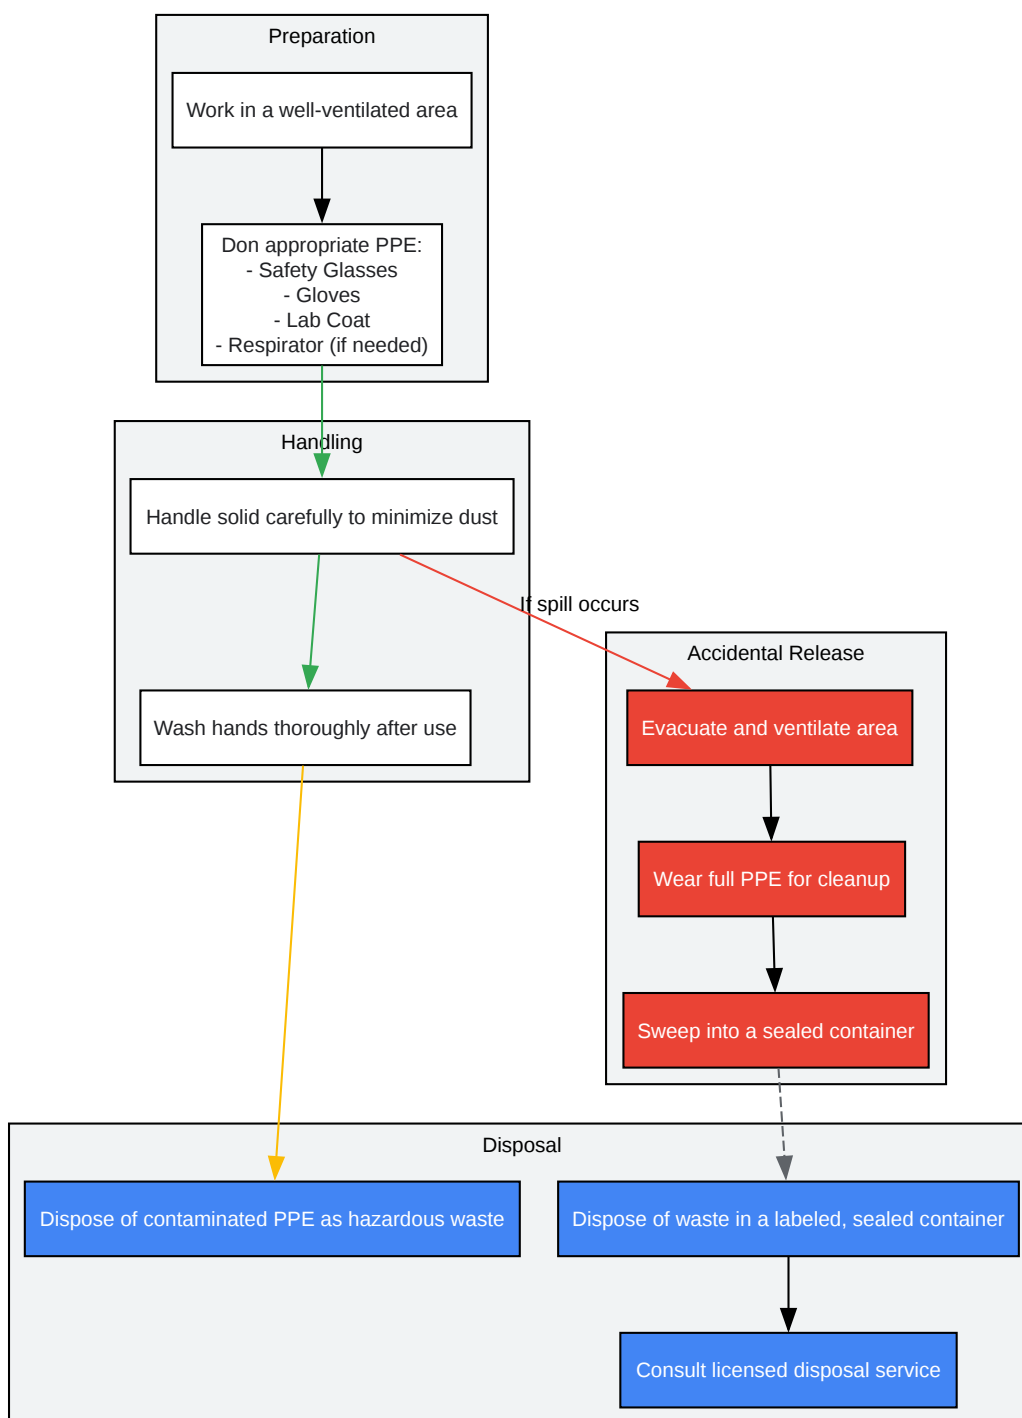 Preparation
Work in a well-ventilated area
Don appropriate PPE:
- Safety Glasses
- Gloves
- Lab Coat
- Respirator (if needed)
Handling
Handle solid carefully to minimize dust
If spill occurs
Wash hands thoroughly after use
Accidental Release
Evacuate and ventilate area
Wear full PPE for cleanup
Sweep into a sealed container
Disposal
Dispose of contaminated PPE as hazardous waste
Dispose of waste in a labeled, sealed container
Consult licensed disposal service